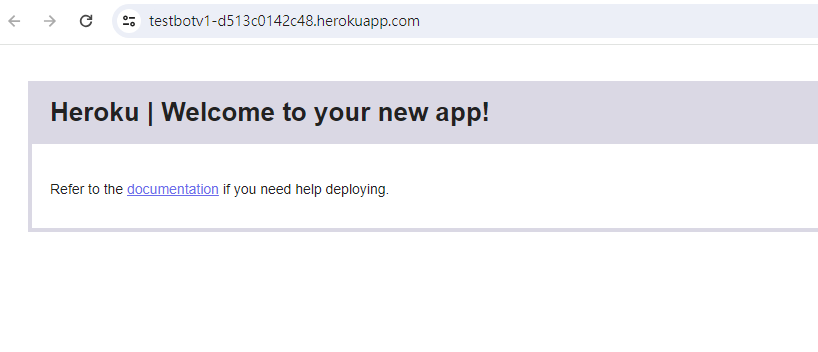 testbotv1-d513c0142c48.herokuapp.com
Heroku | Welcome to your new app!
Refer to the documentation if you need help deploying.